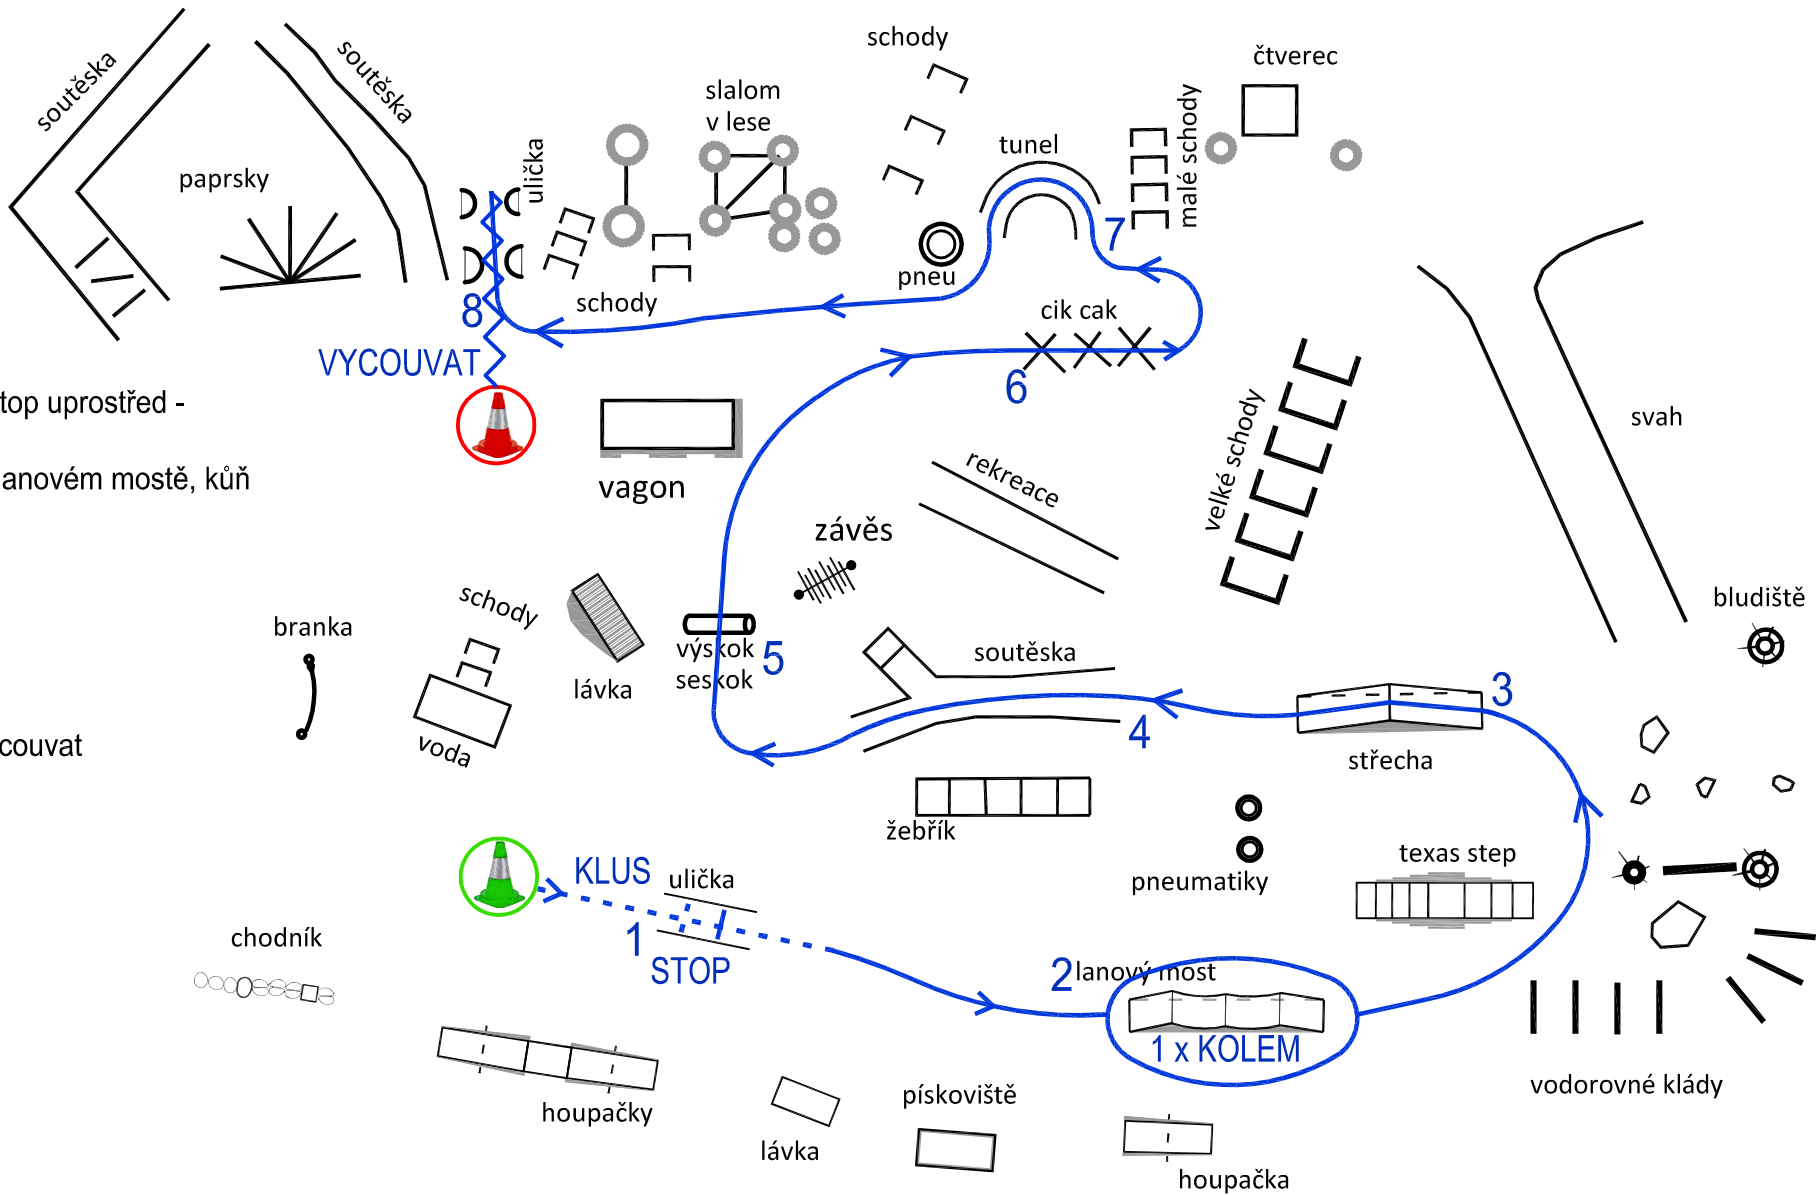 schody
čtverec
soutěska
soutěska
slalom
v lese
ulička
tunel
malé schody
paprsky
7
pneu
schody
8
cik cak
VYCOUVAT
6
top uprostřed -
svah
velké schody
rekreace
anovém mostě, kůň
vagon
závěs
schody
bludiště
branka
výskok
5
seskok
soutěska
lávka
3
4
couvat
voda
střecha
žebřík
texas step
KLUS
ulička
pneumatiky
1
STOP
chodník
2
lanový most
1 x KOLEM
vodorovné klády
houpačky
pískoviště
lávka
houpačka